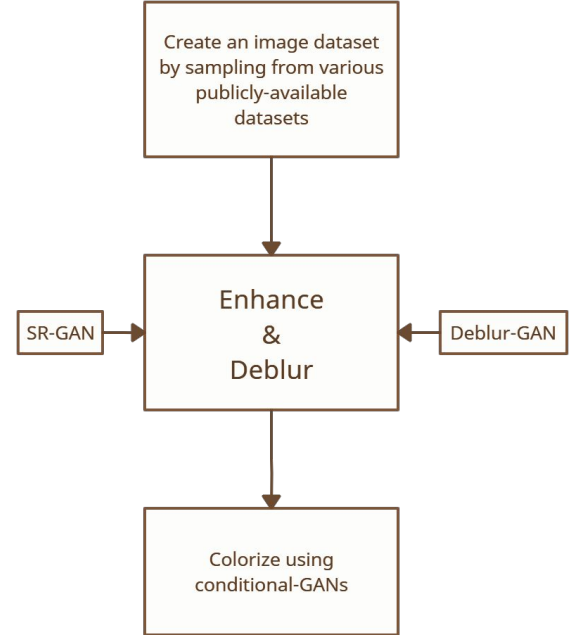 Create an image dataset
by sampling from various
publicly-available
datasets
Enhance
&
Deblur
SR-GAN
Deblur-GAN
Colorize using
conditional-GANs